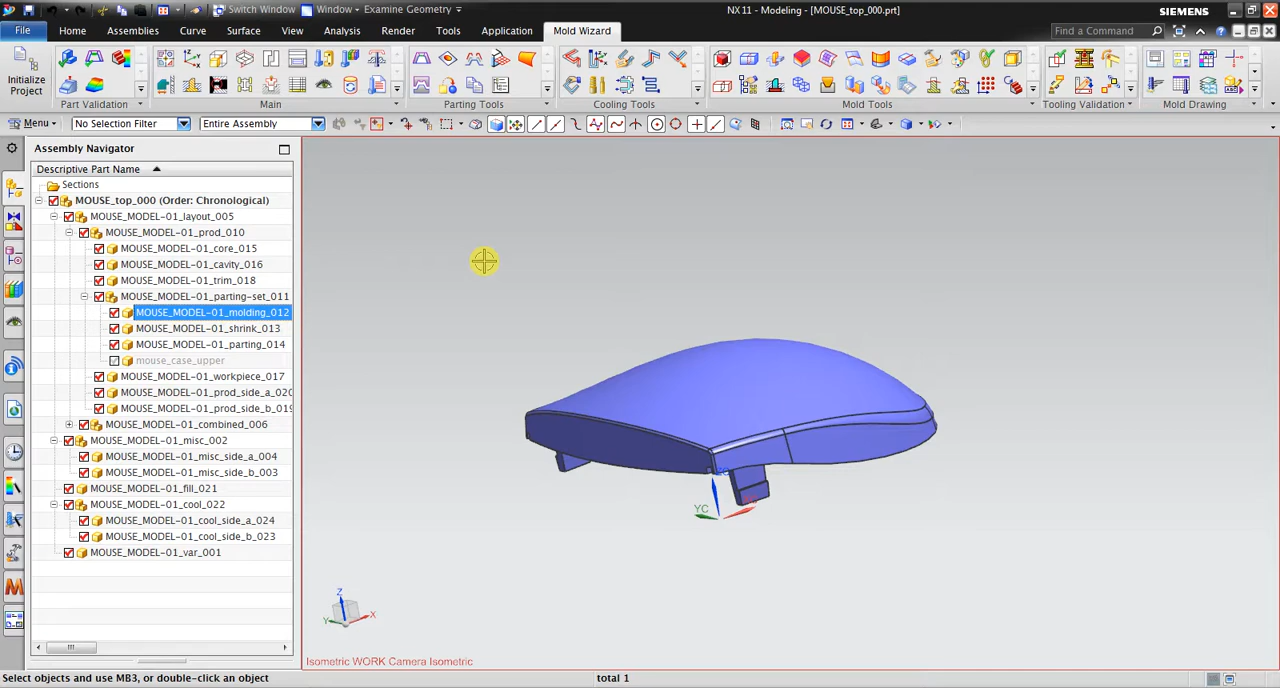 Switch Window
Window
Examine Geometry
NX 11 - Modeling - [MOUSE_top_000.prt]
SIEMENS
File
Home
Assemblies
Curve
Surface
View
Analysis
Render
Tools
Application
Mold Wizard
Find a Command
Initialize
Project
Part Validation
Main
Parting Tools
Cooling Tools
Mold Tools
Tooling Validation
Mold Drawing
Menu
No Selection Filter
Entire Assembly
Assembly Navigator
Descriptive Part Name
Sections
MOUSE_top_000 (Order: Chronological)
MOUSE_MODEL-01_layout_005
MOUSE_MODEL-01_prod_010
MOUSE_MODEL-01_core_015
MOUSE_MODEL-01_cavity_016
MOUSE_MODEL-01_trim_018
MOUSE_MODEL-01_parting-set_011
MOUSE_MODEL-01_molding_012
MOUSE_MODEL-01_shrink_013
MOUSE_MODEL-01_parting_014
mouse_case_upper
MOUSE_MODEL-01_workpiece_017
MOUSE_MODEL-01_prod_side_a_020
MOUSE_MODEL-01_prod_side_b_019
MOUSE_MODEL-01_combined_006
MOUSE_MODEL-01_misc_002
MOUSE_MODEL-01_misc_side_a_004
MOUSE_MODEL-01_misc_side_b_003
MOUSE_MODEL-01_fill_021
MOUSE_MODEL-01_cool_022
MOUSE_MODEL-01_cool_side_a_024
MOUSE_MODEL-01_cool_side_b_023
MOUSE_MODEL-01_var_001
YC
Z
Y
X
Isometric WORK Camera Isometric
Select objects and use MB3, or double-click an object
total 1